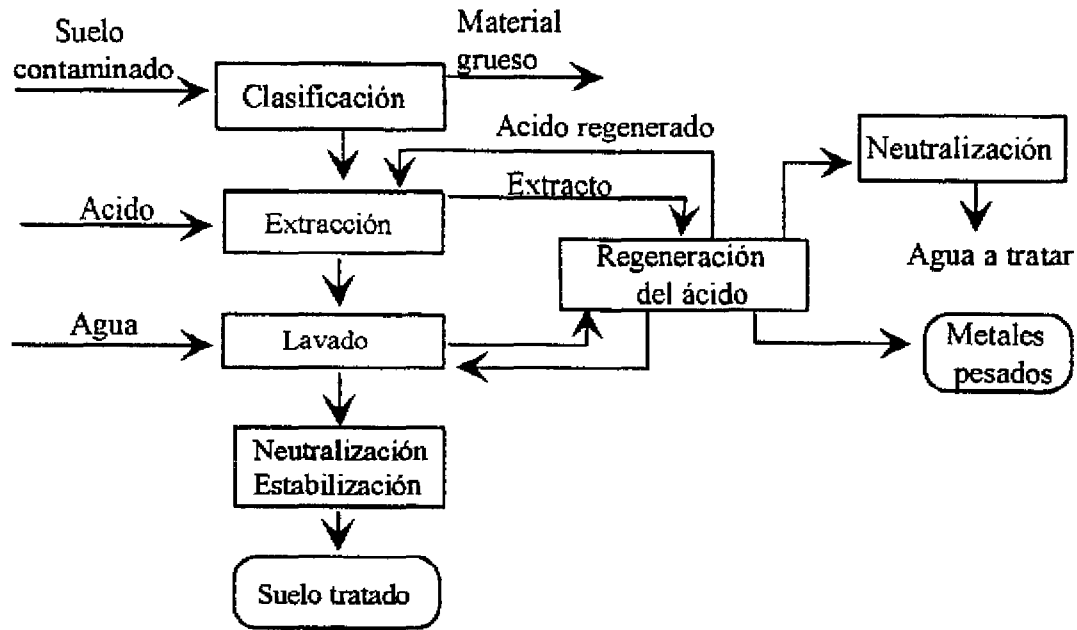 Suelo
contaminado
Material
grueso
Clasificación
Acido regenerado
Neutralización
Extracto
Acido
Extracción
Regeneración
del ácido
Agua a tratar
Agua
Lavado
Metales
pesados
Neutralización
Estabilización
Suelo tratado